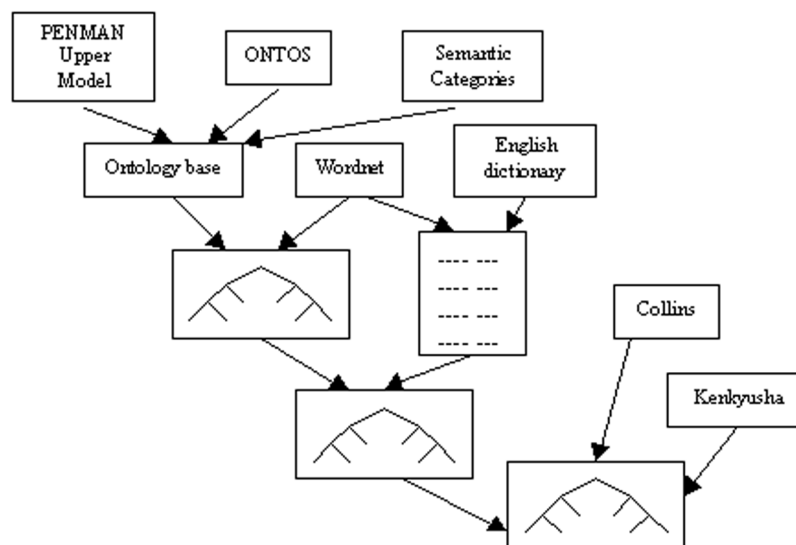 PENMAN
Upper
Model
ONTOS
Semantic
Categories
Ontology base
Wordnet
English
dictionary
---- ---
---- ---
---- ---
---- ---
Collins
Kenkyusha